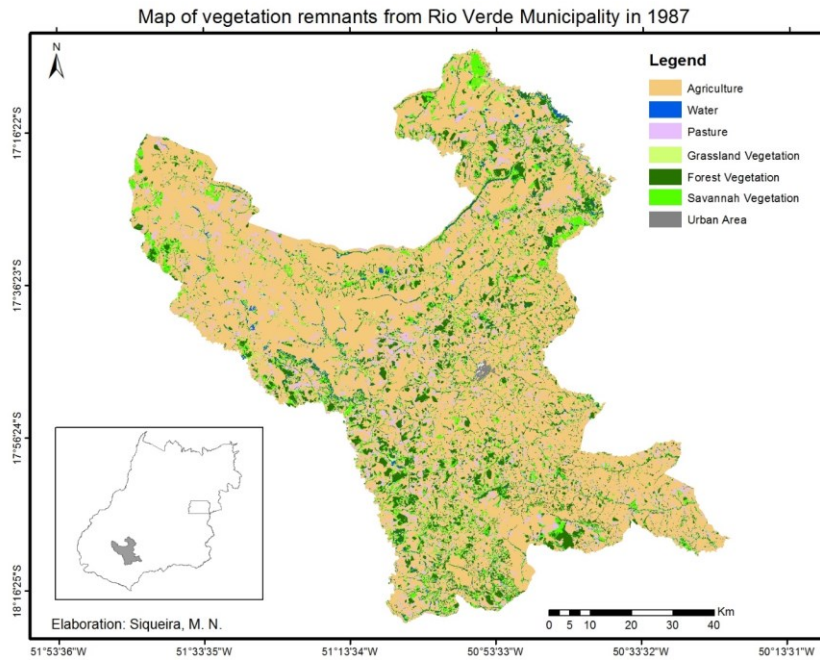 Map of vegetation remnants from Rio Verde Municipality in 1987
N
Legend
Agriculture
Water
Pasture
Grassland Vegetation
Forest Vegetation
Savannah Vegetation
Urban Area
17°16'22"S
17°36'23"S
17°56'24"S
18°16'25"S
Elaboration: Siqueira, M. N.
Km
0 5 10 20 30 40
51°53'36"W 51°33'35"W 51°13'34"W 50°53'33"W 50°33'32"W 50°13'31"W